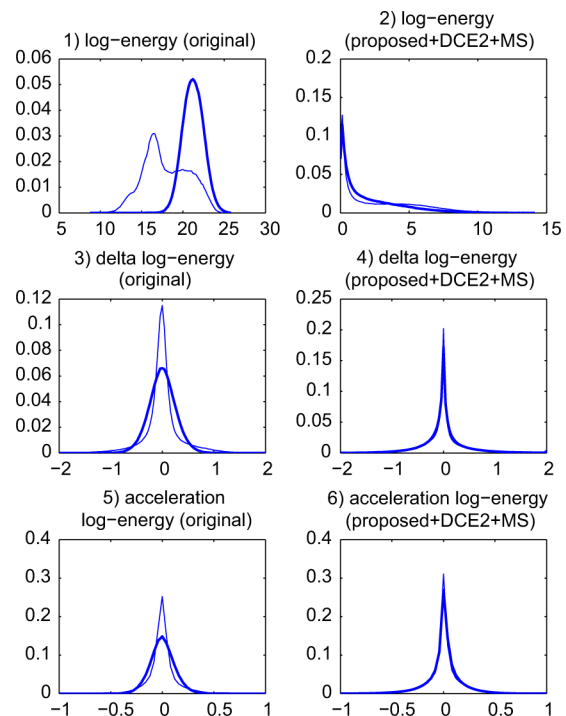 1) log−energy (original)
2) log−energy
(proposed+DCE2+MS)
0.06
0.05
0.04
0.03
0.02
0.01
0
5 10 15 20 25 30
0.2
0.15
0.1
0.05
0
0 5 10 15
3) delta log−energy
(original)
4) delta log−energy
(proposed+DCE2+MS)
0.12
0.1
0.08
0.06
0.04
0.02
0
−2 −1 0 1 2
0.25
0.2
0.15
0.1
0.05
0
−2 −1 0 1 2
5) acceleration
log−energy (original)
6) acceleration log−energy
(proposed+DCE2+MS)
0.4
0.3
0.2
0.1
0
−1 −0.5 0 0.5 1
0.4
0.3
0.2
0.1
0
−1 −0.5 0 0.5 1